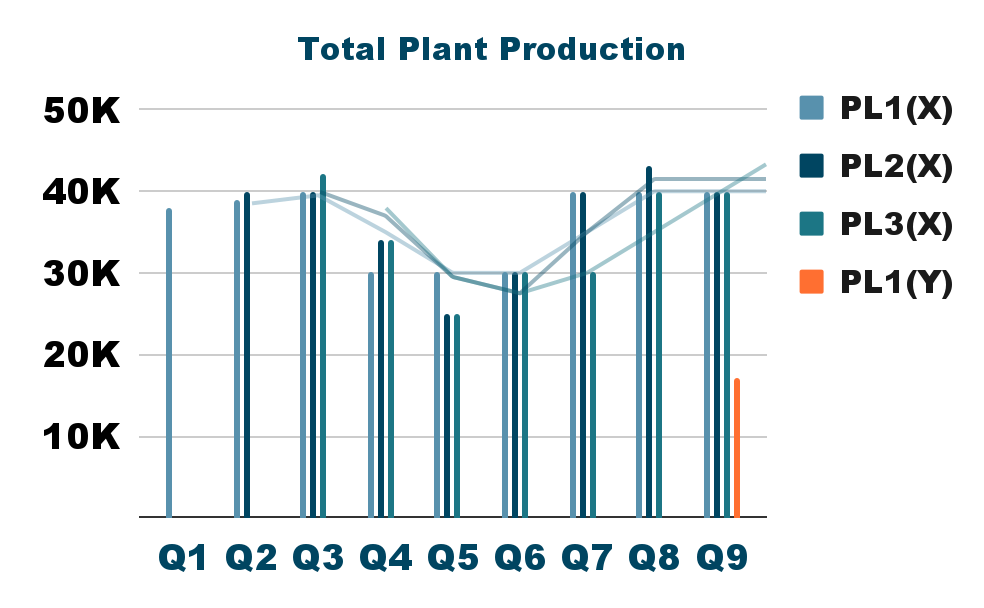 Total Plant Production
50K
40K
30K
20K
10K
Q1 Q2 Q3 Q4 Q5 Q6 Q7 Q8 Q9
PL1(X)
PL2(X)
PL3(X)
PL1(Y)